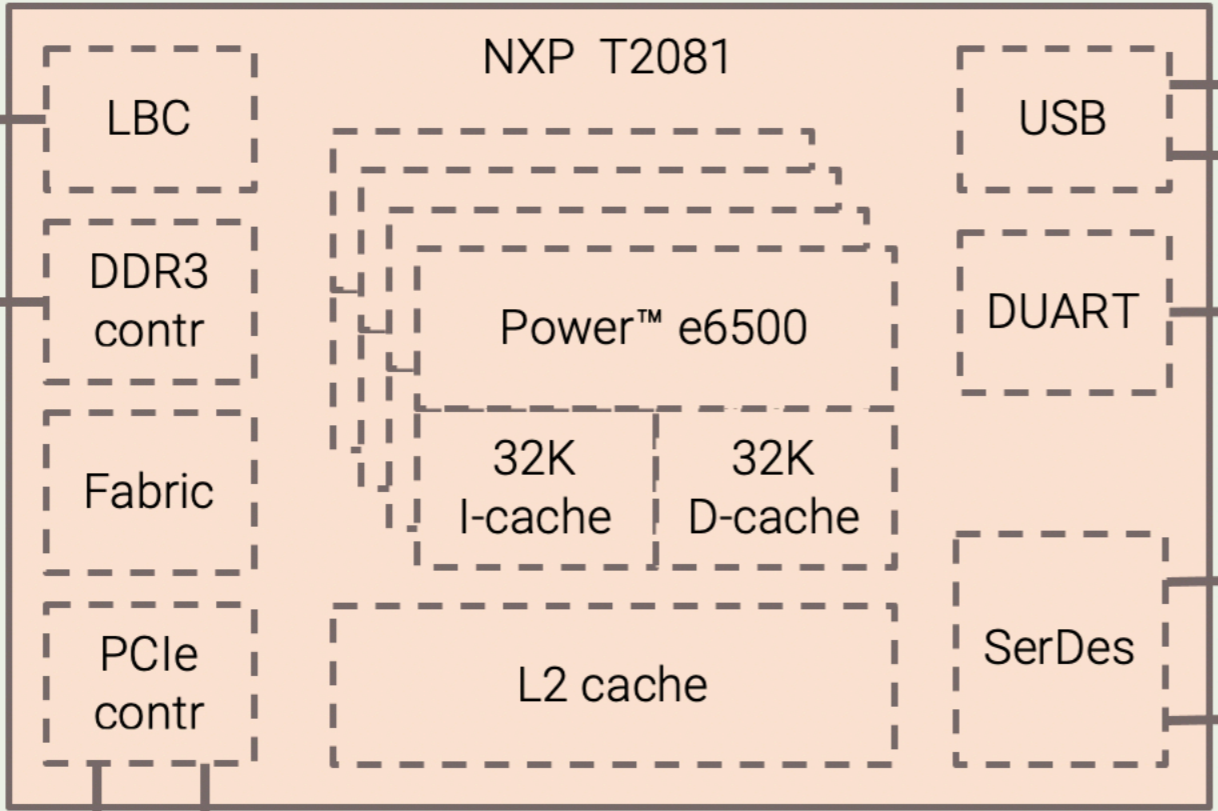 NXP T2081
LBC
USB
DDR3
contr
Power™ e6500
DUART
Fabric
32K
I-cache
32K
D-cache
PCIe
contr
L2 cache
SerDes